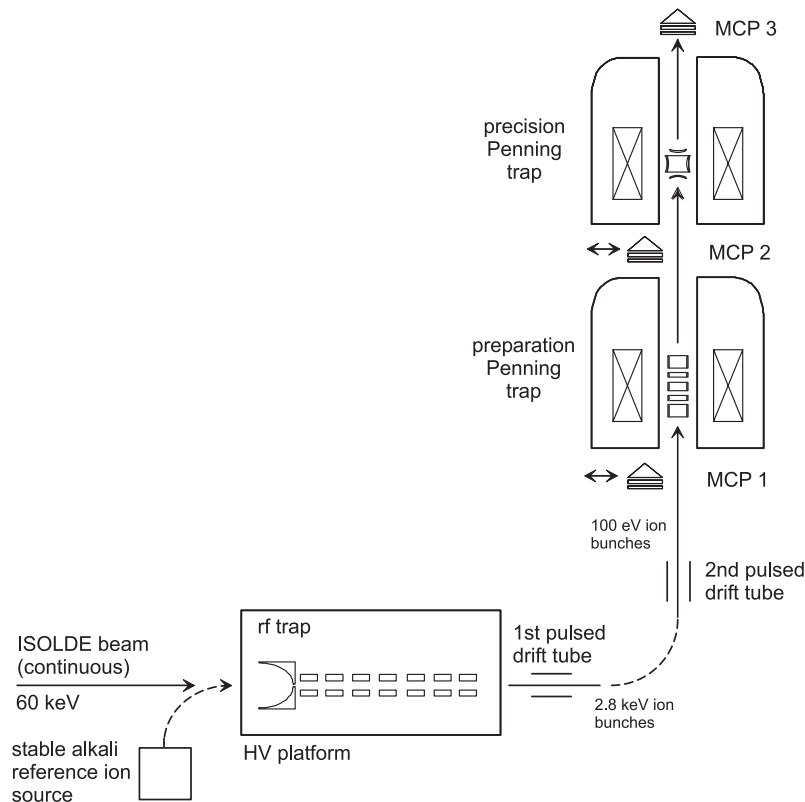 MCP 3
precision
Penning
trap
MCP 2
preparation
Penning
trap
MCP 1
100 eV ion
bunches
2nd pulsed
drift tube
rf trap
1st pulsed
drift tube
ISOLDE beam
(continuous)
60 keV
2.8 keV ion
bunches
HV platform
stable alkali
reference ion
source